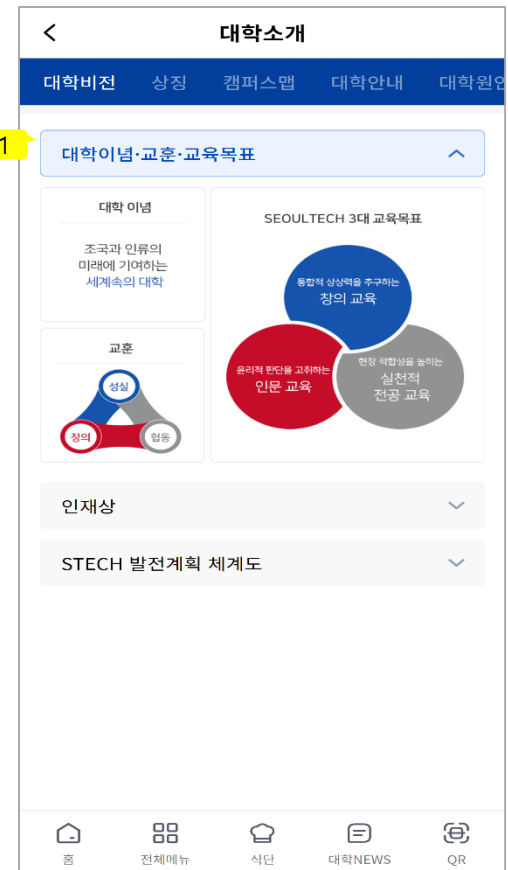 대학소개
대학비전 상징 캠퍼스맵 대학안내 대학원안
1
대학이념·교훈·교육목표
대학 이념
조국과 인류의
미래에 기여하는
세계속의 대학
교훈
성실
창의
협동
SEOULTECH 3대 교육목표
통합적 상상력을 추구하는
창의 교육
윤리적 판단을 고취하는
인문 교육
현장 적합성을 높히는
실천적
전공 교육
인재상
STECH 발전계획 체계도
홈 전체메뉴 식단 대학NEWS QR